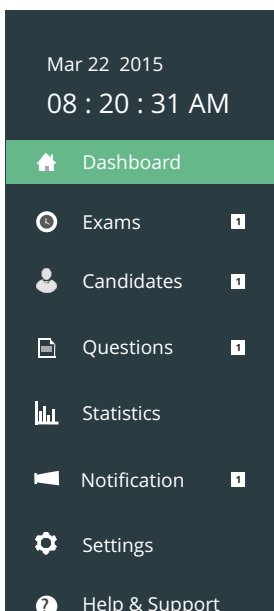 Mar 22 2015
08 : 20 : 31 AM
Dashboard
Exams 1
Candidates 1
Questions 1
Statistics
Notification 1
Settings
? Help & Support